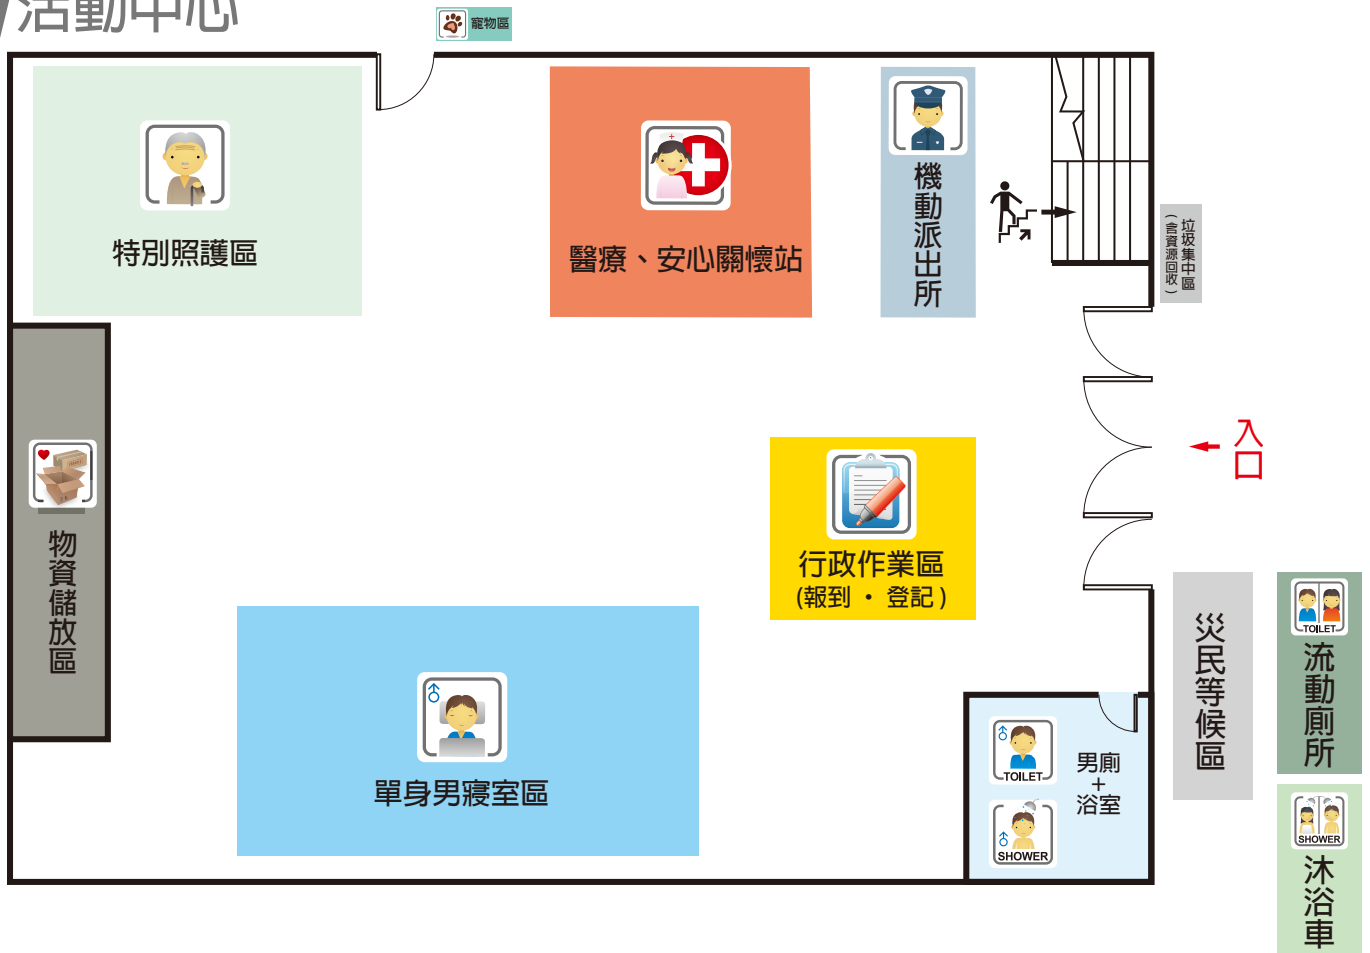 活動中心
寵物區
特別照護區
醫療、安心關懷站
機動派出所
垃圾集中區
(含資源回收)
入口
物資儲放區
行政作業區
(報到・登記)
單身男寢室區
TOILET
SHOWER
男廁
+
浴室
災民等候區
TOILET
流動廁所
SHOWER
沐浴車